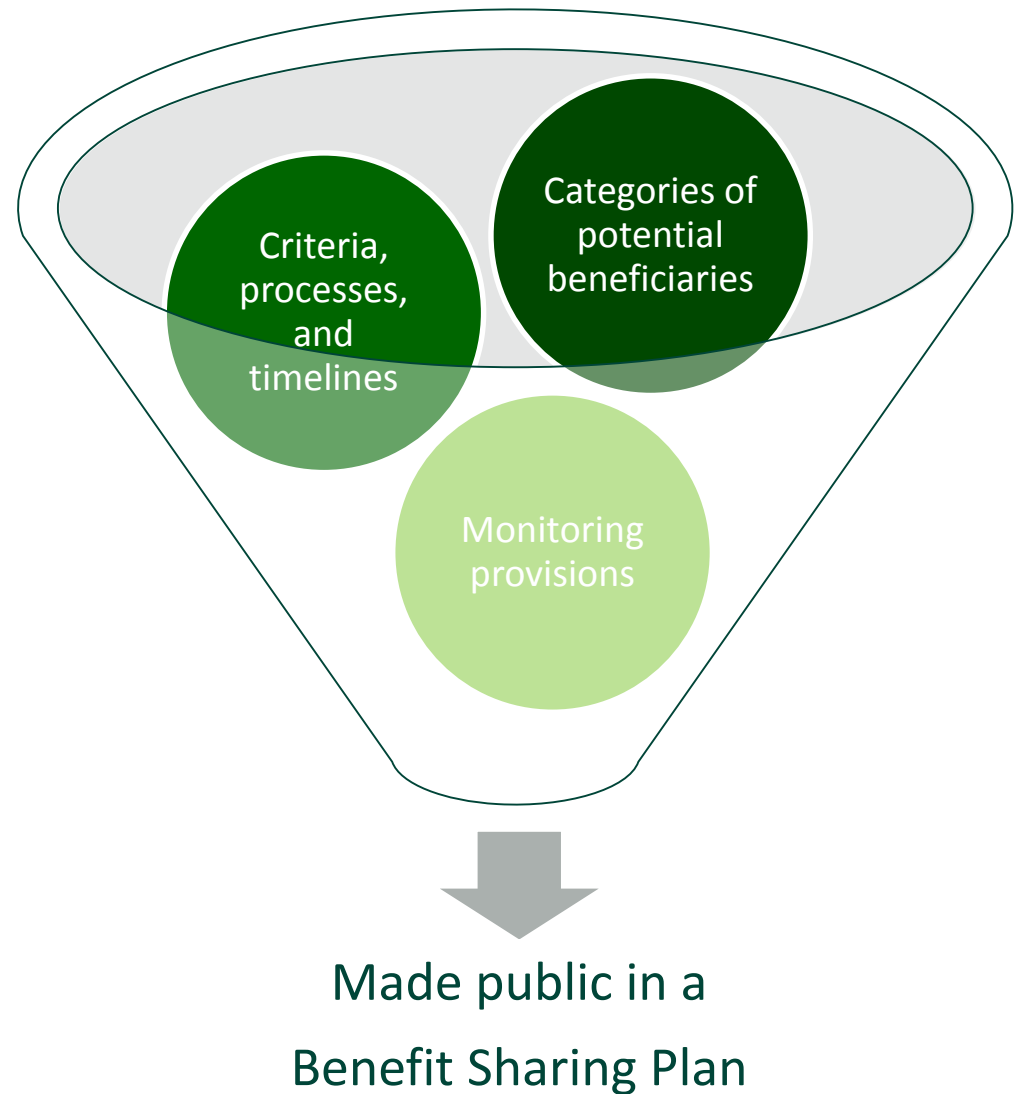 Categories of
potential
beneficiaries
Criteria,
processes,
and
timelines
Monitoring
provisions
Made public in a
Benefit Sharing Plan